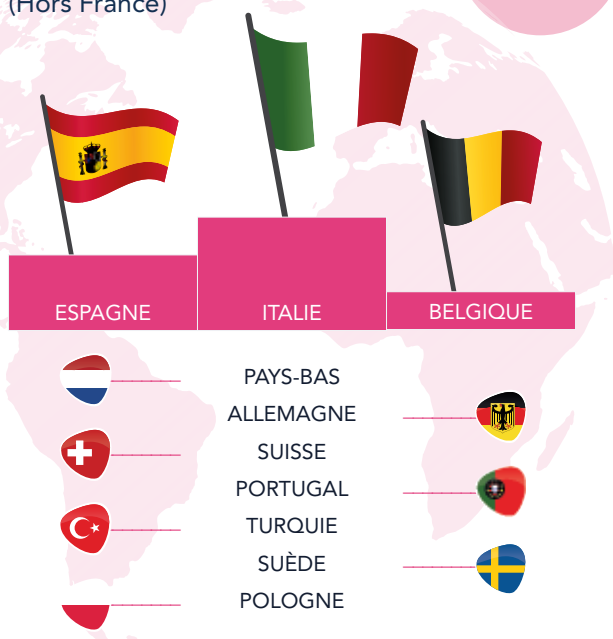 (Hors France)
ESPAGNE
ITALIE
BELGIQUE
PAYS-BAS
ALLEMAGNE
SUISSE
PORTUGAL
TURQUIE
SUÈDE
POLOGNE